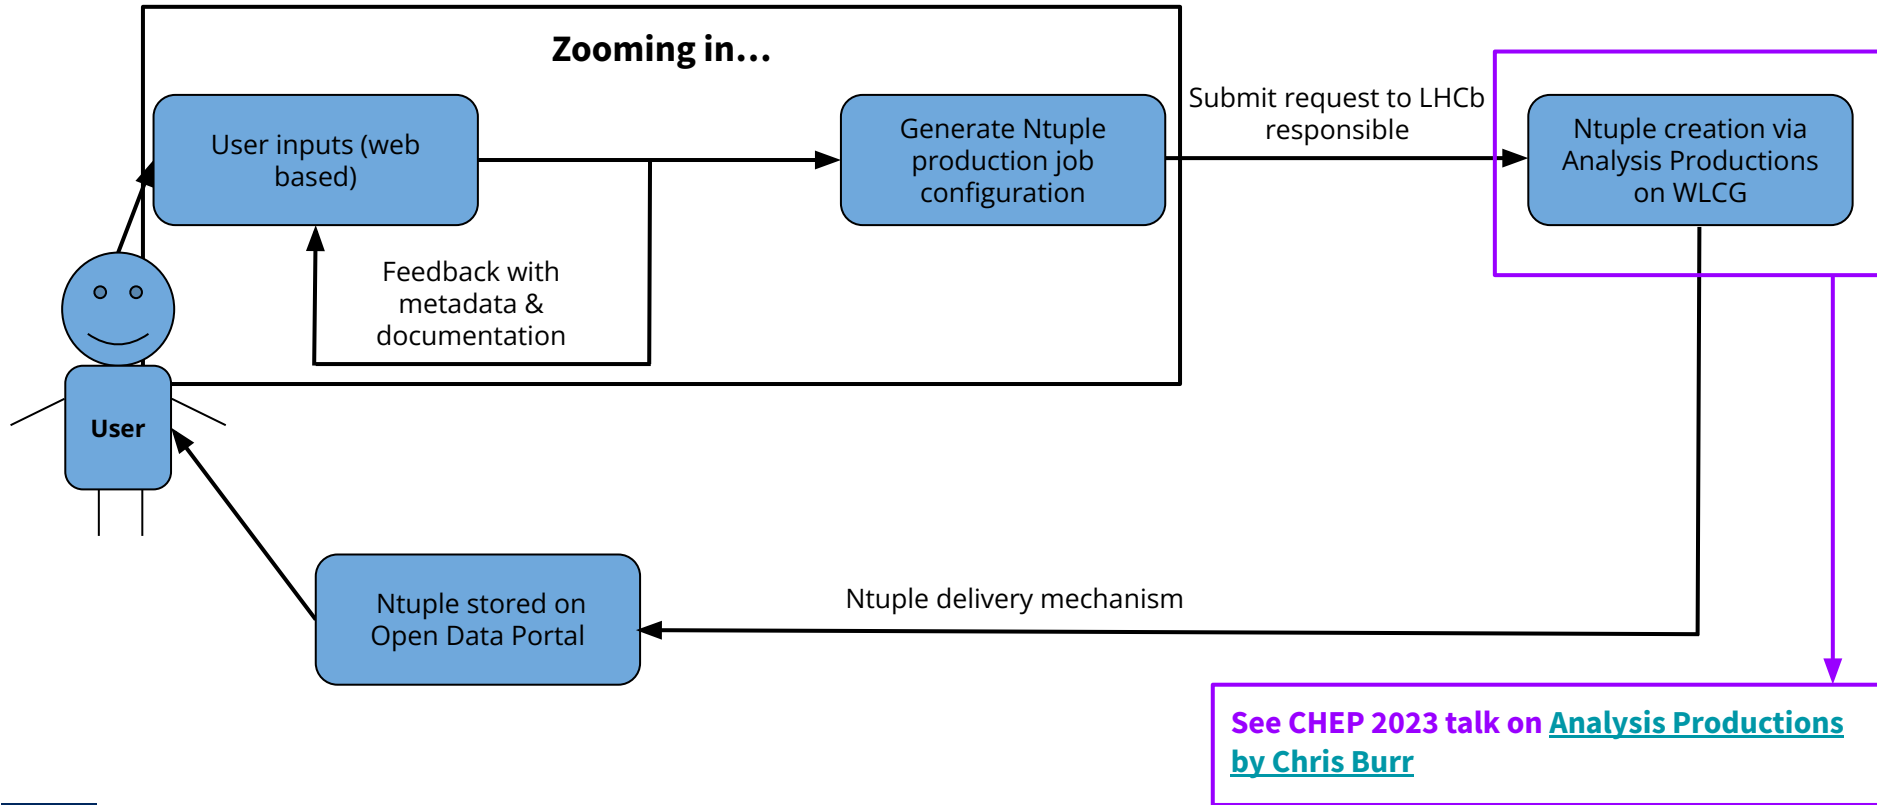 Zooming in…
User inputs (web
based)
Generate Ntuple
production job
configuration
Submit request to LHCb
responsible
Ntuple creation via
Analysis Productions
on WLCG
Feedback with
metadata &
documentation
User
Ntuple stored on
Open Data Portal
Ntuple delivery mechanism
See CHEP 2023 talk on Analysis Productions
by Chris Burr